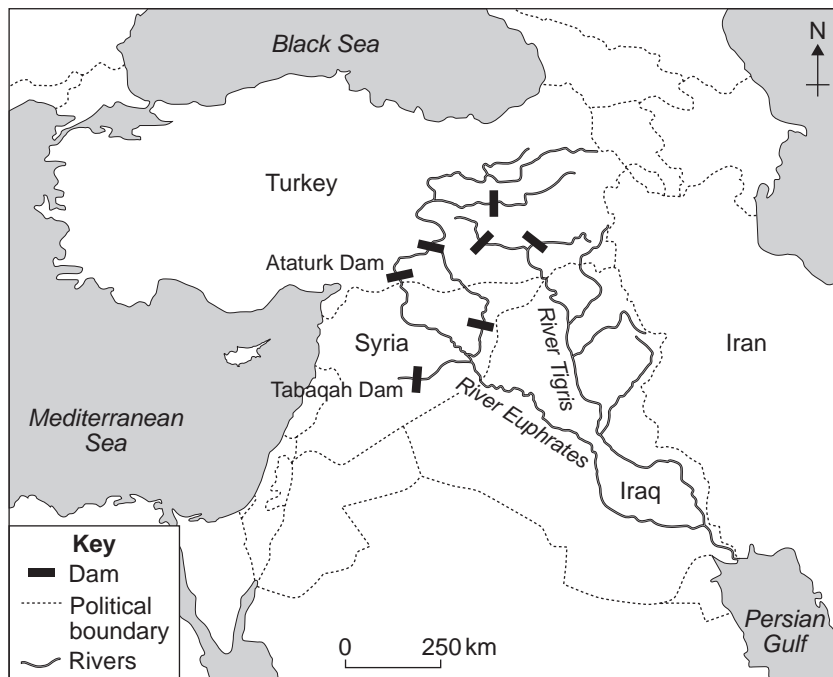 Black Sea
N
Turkey
Ataturk Dam
Syria
Tabaqah Dam
River Tigris
Iran
Mediterranean
Sea
River Euphrates
Iraq
Persian
Gulf
Key
Dam
Political
boundary
Rivers
0 250 km